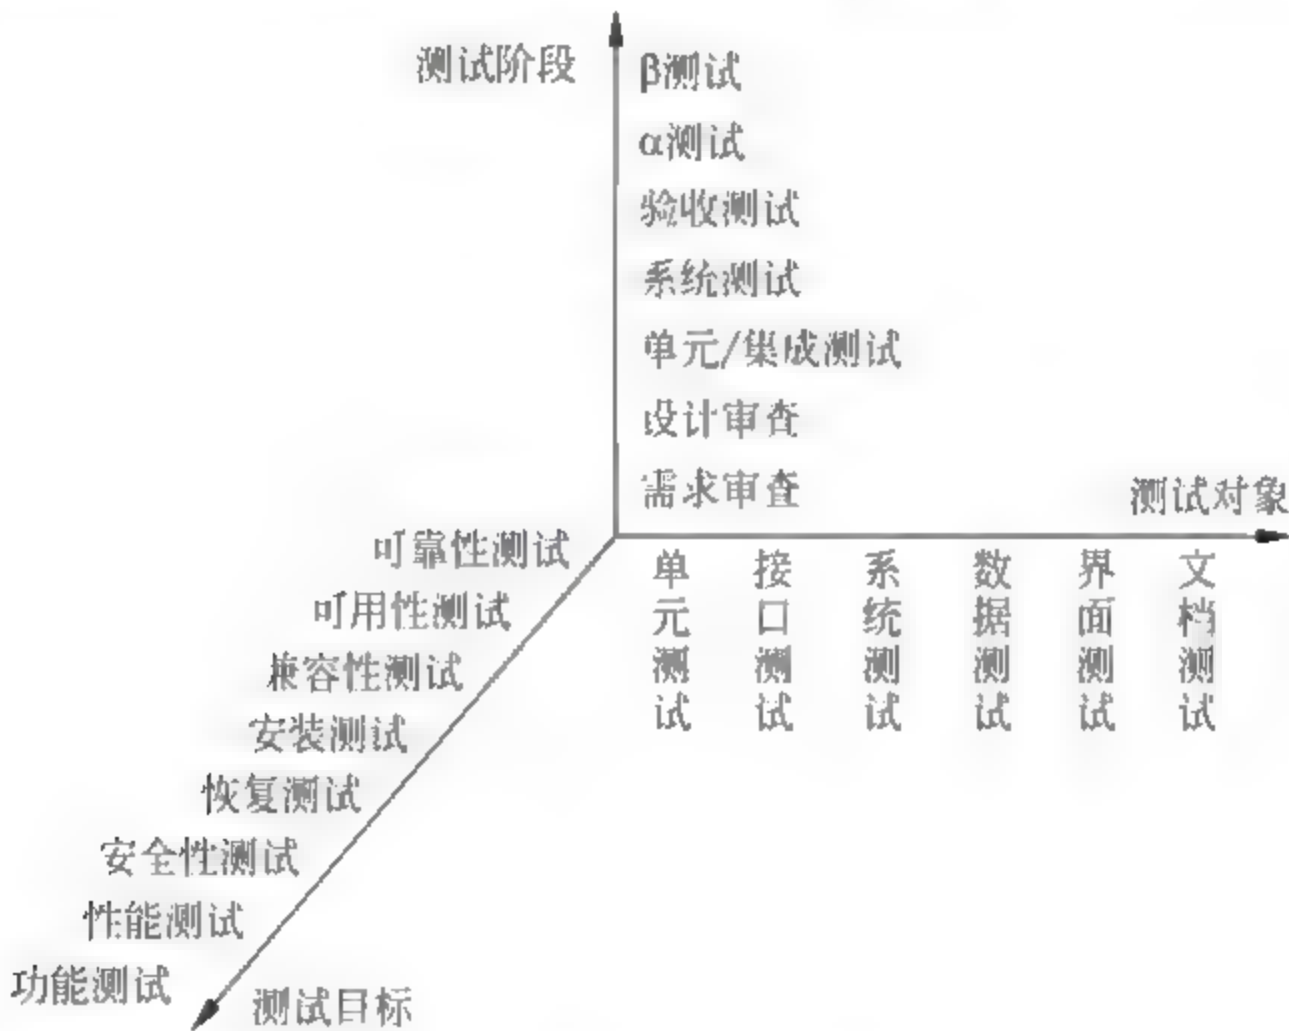 测试阶段
β测试
α测试
验收测试
系统测试
单元/集成测试
设计审查
需求审查
测试对象
单元测试
接口测试
系统测试
数据测试
界面测试
文档测试
可靠性测试
可用性测试
兼容性测试
安装测试
恢复测试
安全性测试
性能测试
功能测试
测试目标